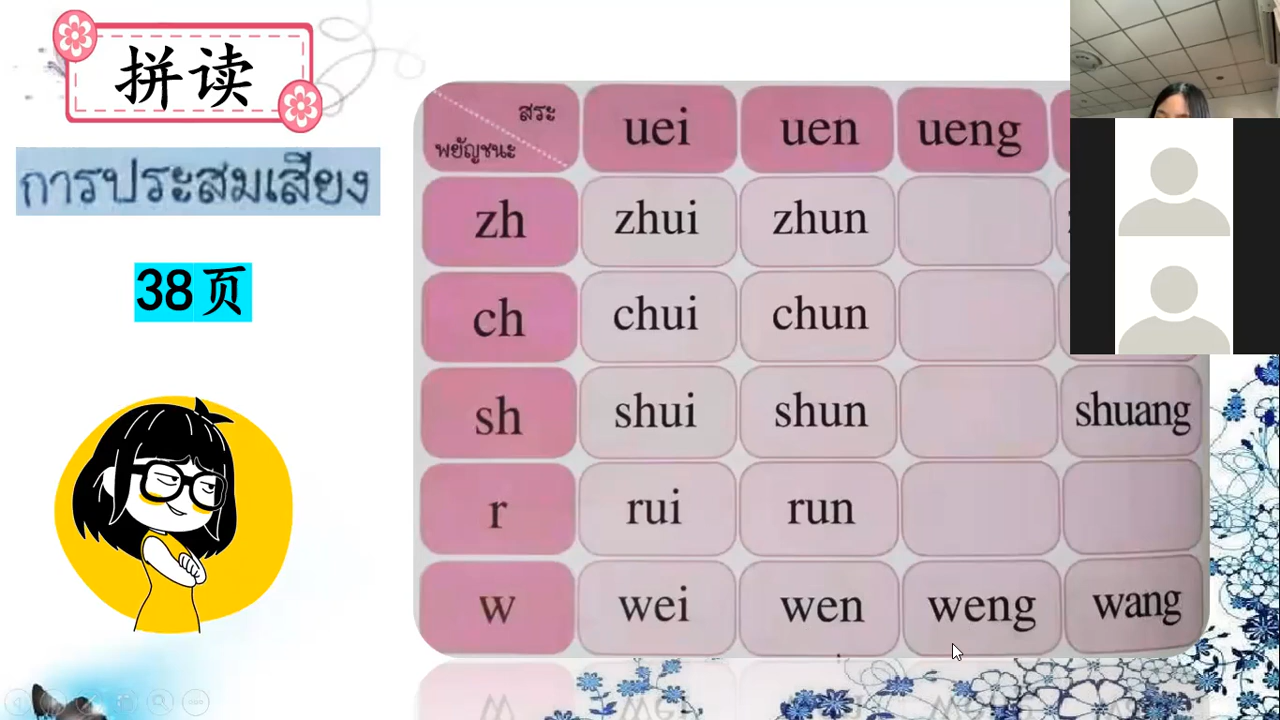 拼读
การประสมเสียง
38页
สระ
พยัญชนะ
uei uen ueng
zh zhui zhun
ch chui chun
sh shui shun shuang
r rui run
w wei wen weng wang